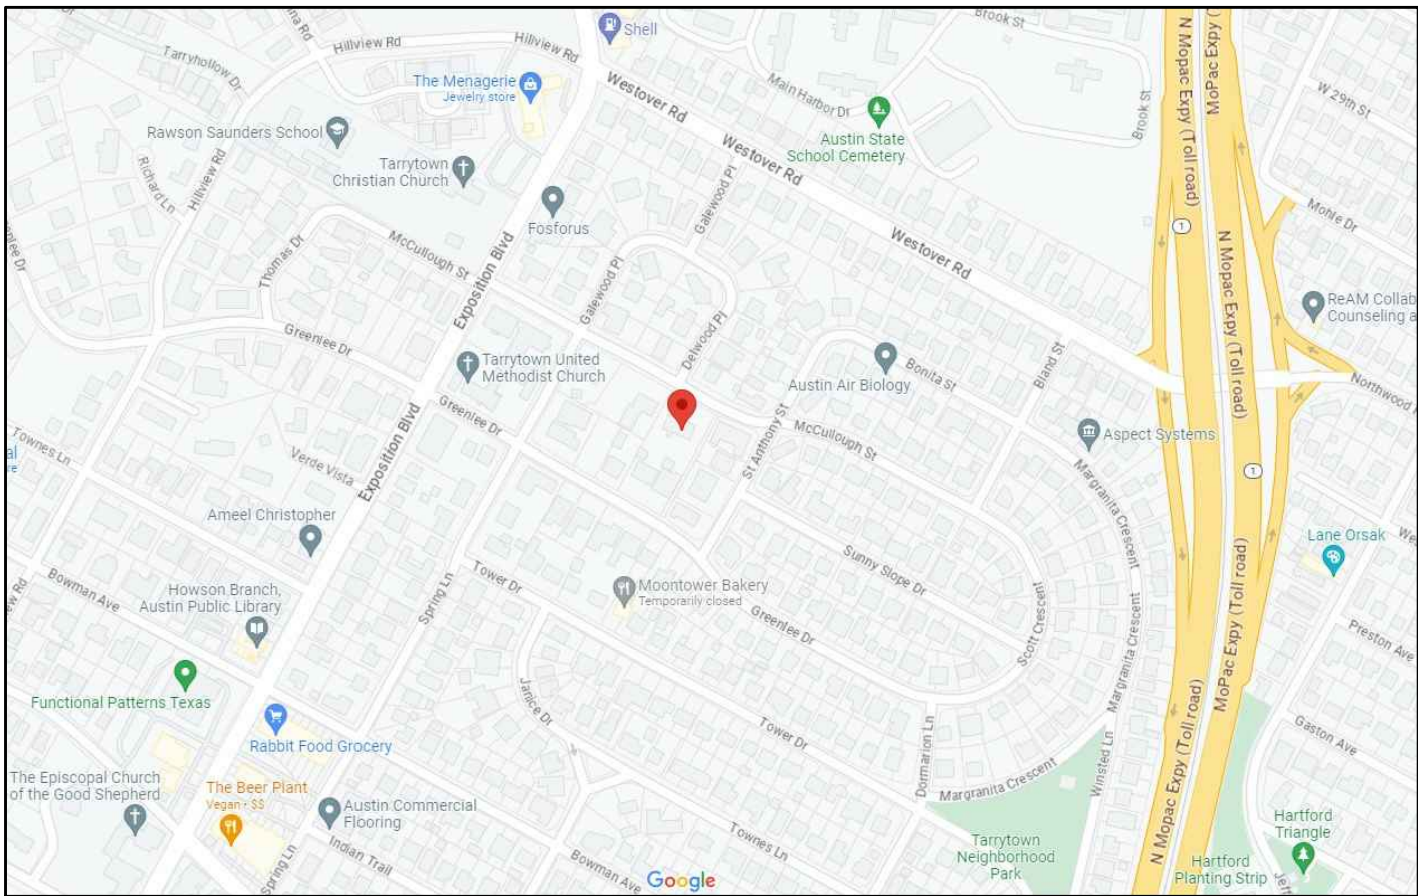 Brook St
N Mopac Expy (Toll road)
MoPac Expy (
Shell
Hillview Rd
Hillview Rd
Tarryhollow Dr
The Menagerie
Jewelry store
Westover Rd
Main Harbor Dr
W 29th St
Brook St
Austin State
School Cemetery
Rawson Saunders School
Tarrytown
Christian Church
Westover Rd
Richard Ln
Hillview Rd
Galewood Pl
Mohle Dr
1
Fosforus
McCullough St
Westover Rd
N Mopac Expy (Toll road)
Thomas Dr
Exposition Blvd
Galewood Pl
ReAM Collab
Counseling a
Greenlee Dr
Delwood Pl
Tarrytown United
Methodist Church
Austin Air Biology
Bonita St
Bland St
Northwood
Greenlee Dr
McCullough St
St Anthony St
Aspect Systems
Townes Ln
Verde Vista
Exposition Blvd
1
Margranita Crescent
Ameel Christopher
Lane Orsak
Sunny Slope Dr
Howson Branch,
Austin Public Library
Bowman Ave
Spring Ln
Tower Dr
Moontower Bakery
Temporarily closed
Greenlee Dr
Scott Crescent
Margranita Crescent
MoPac Expy (Toll road)
Preston Ave
Functional Patterns Texas
Janice Dr
Tower Dr
Gaston Ave
Rabbit Food Grocery
Dormarion Ln
Margranita Crescent
Winsted Ln
N Mopac Expy (Toll road)
The Episcopal Church
of the Good Shepherd
The Beer Plant
Vegan · $$
Austin Commercial
Flooring
Indian Trail
Spring Ln
Townes Ln
Bowman Ave
Tarrytown
Neighborhood
Park
Hartford
Triangle
Hartford
Planting Strip
Google